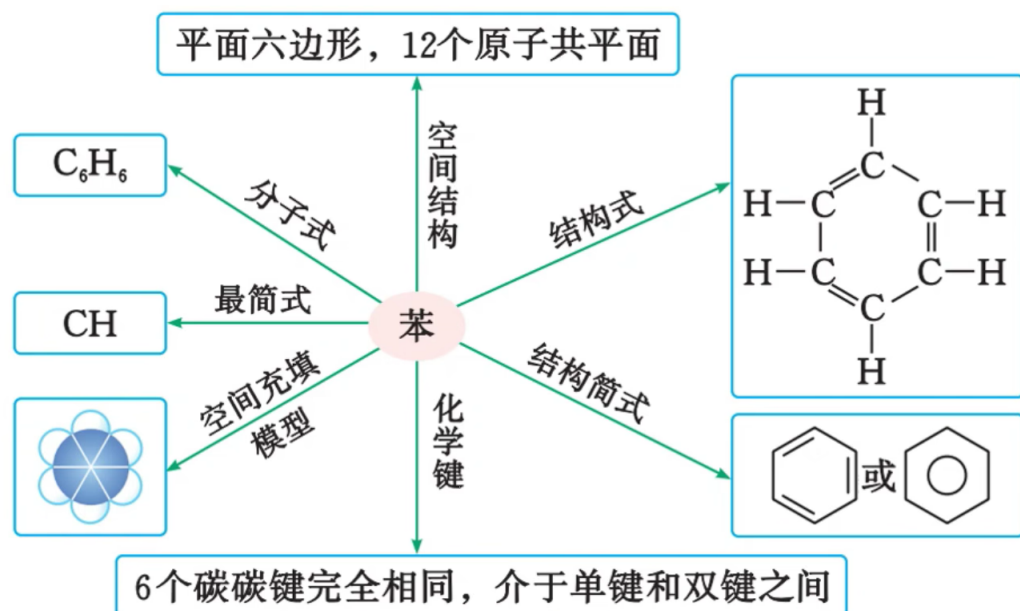 平面六边形，12个原子共平面
空间结构
C₆H₆
分子式
结构式
H
C
H－C C－H
H－C C－H
C
H
最简式
CH
苯
空间充填
模型
化学键
结构简式
或
6个碳碳键完全相同，介于单键和双键之间